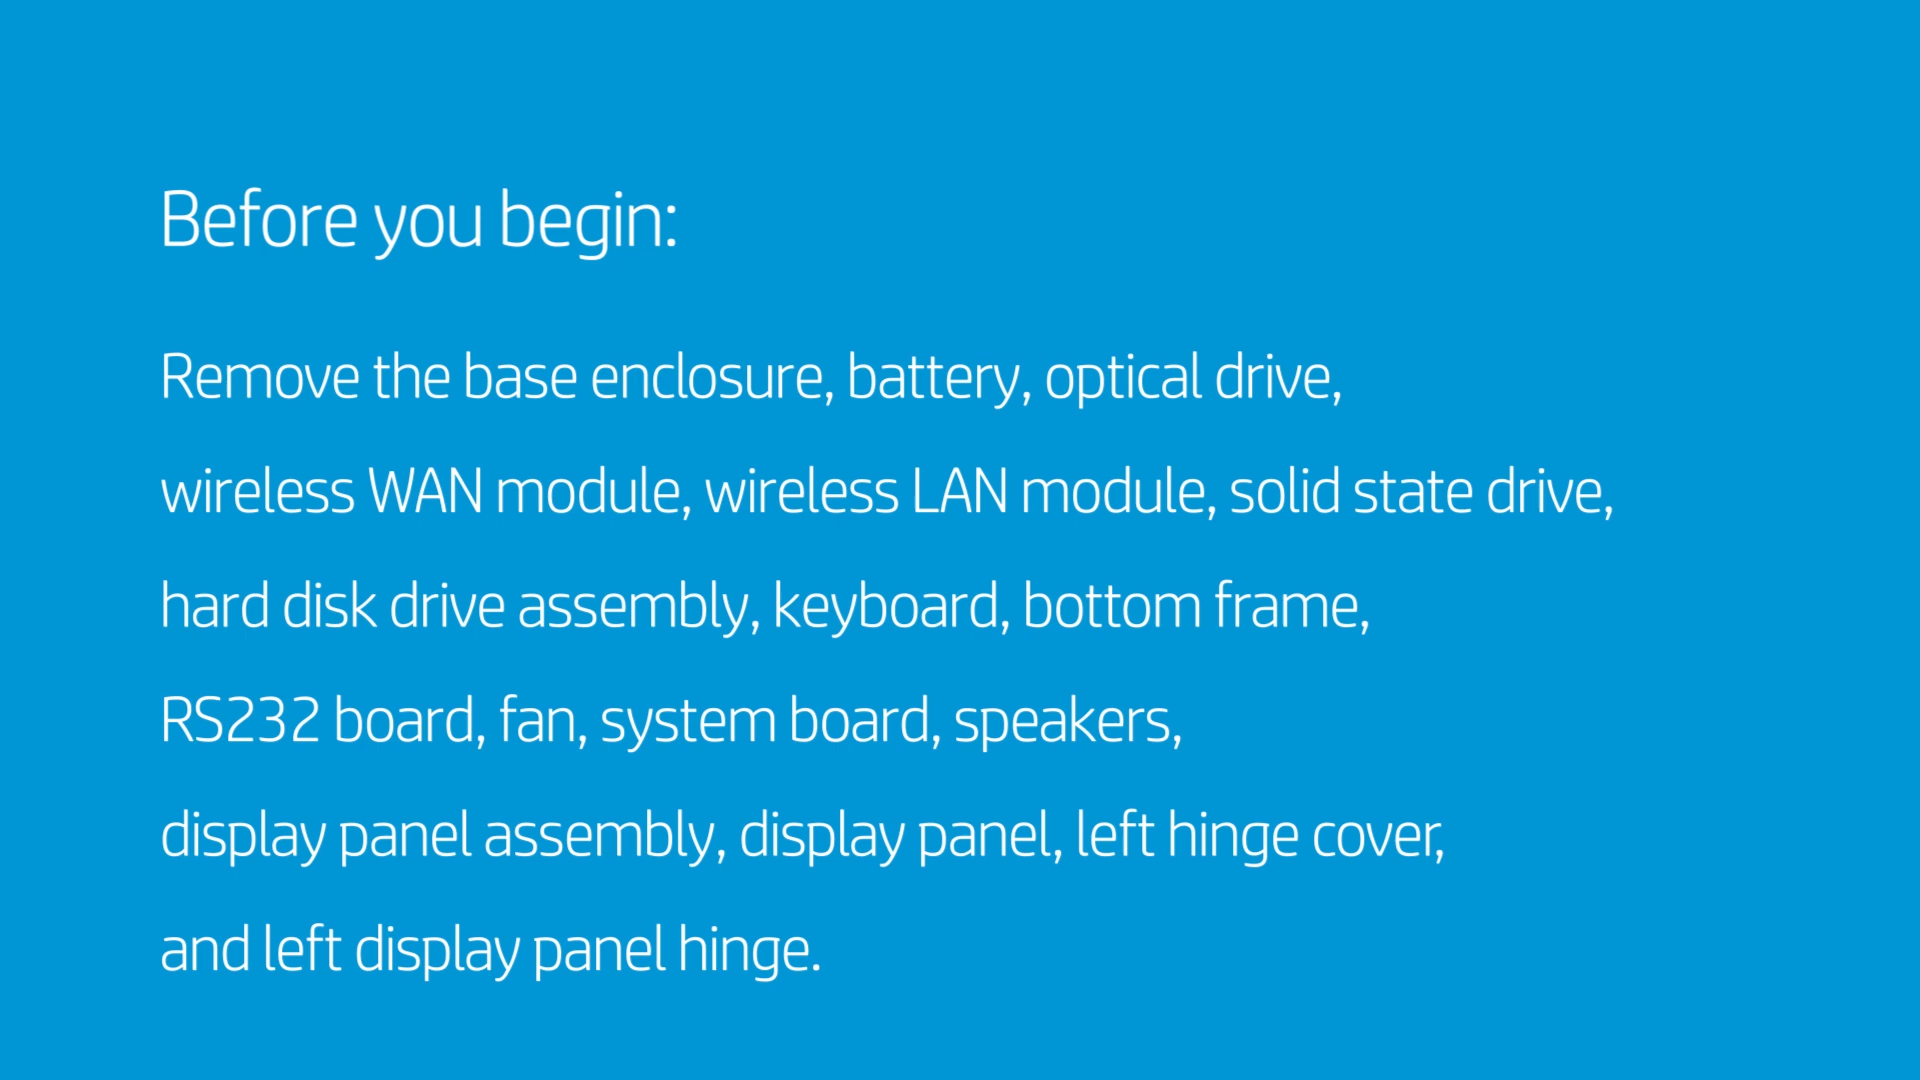 Before you begin:
Remove the base enclosure, battery, optical drive,
wireless WAN module, wireless LAN module, solid state drive,
hard disk drive assembly, keyboard, bottom frame,
RS232 board, fan, system board, speakers,
display panel assembly, display panel, left hinge cover,
and left display panel hinge.